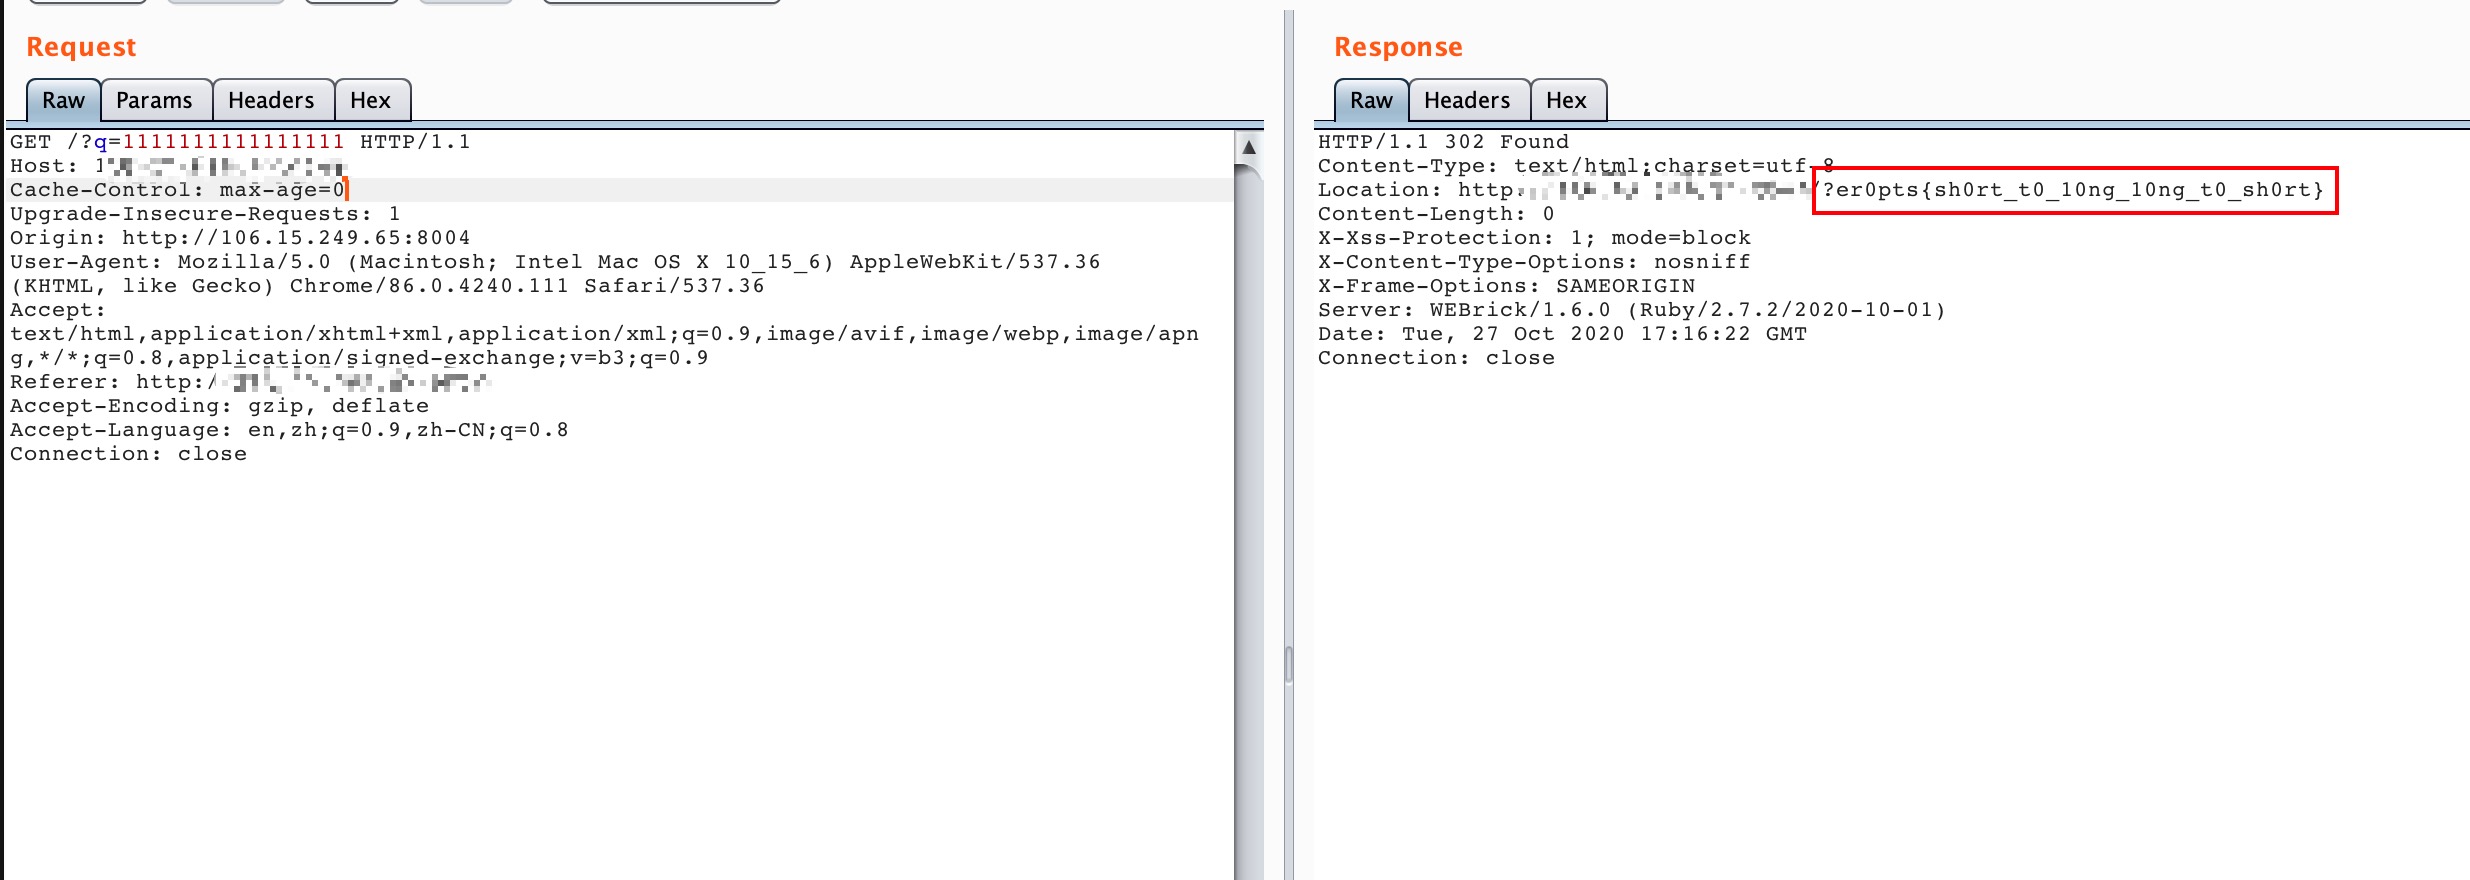 Request
Raw Params Headers Hex
GET /?q=1111111111111111 HTTP/1.1
Host: 1
Cache-Control: max-age=0
Upgrade-Insecure-Requests: 1
Origin: http://106.15.249.65:8004
User-Agent: Mozilla/5.0 (Macintosh; Intel Mac OS X 10_15_6) AppleWebKit/537.36
(KHTML, like Gecko) Chrome/86.0.4240.111 Safari/537.36
Accept:
text/html,application/xhtml+xml,application/xml;q=0.9,image/avif,image/webp,image/apn
g,*/*;q=0.8,application/signed-exchange;v=b3;q=0.9
Referer: http:/
Accept-Encoding: gzip, deflate
Accept-Language: en,zh;q=0.9,zh-CN;q=0.8
Connection: close
Response
Raw Headers Hex
HTTP/1.1 302 Found
Content-Type: text/html;charset=utf-8
Location: http: /?er0pts{sh0rt_t0_10ng_10ng_t0_sh0rt}
Content-Length: 0
X-Xss-Protection: 1; mode=block
X-Content-Type-Options: nosniff
X-Frame-Options: SAMEORIGIN
Server: WEBrick/1.6.0 (Ruby/2.7.2/2020-10-01)
Date: Tue, 27 Oct 2020 17:16:22 GMT
Connection: close